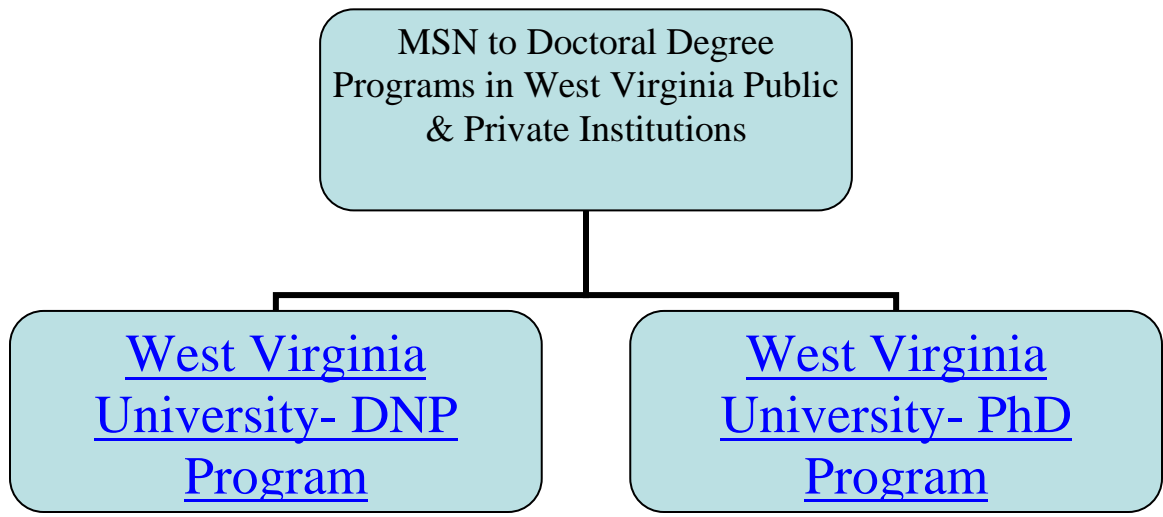 MSN to Doctoral Degree
Programs in West Virginia Public
& Private Institutions
West Virginia
University- DNP
Program
West Virginia
University- PhD
Program